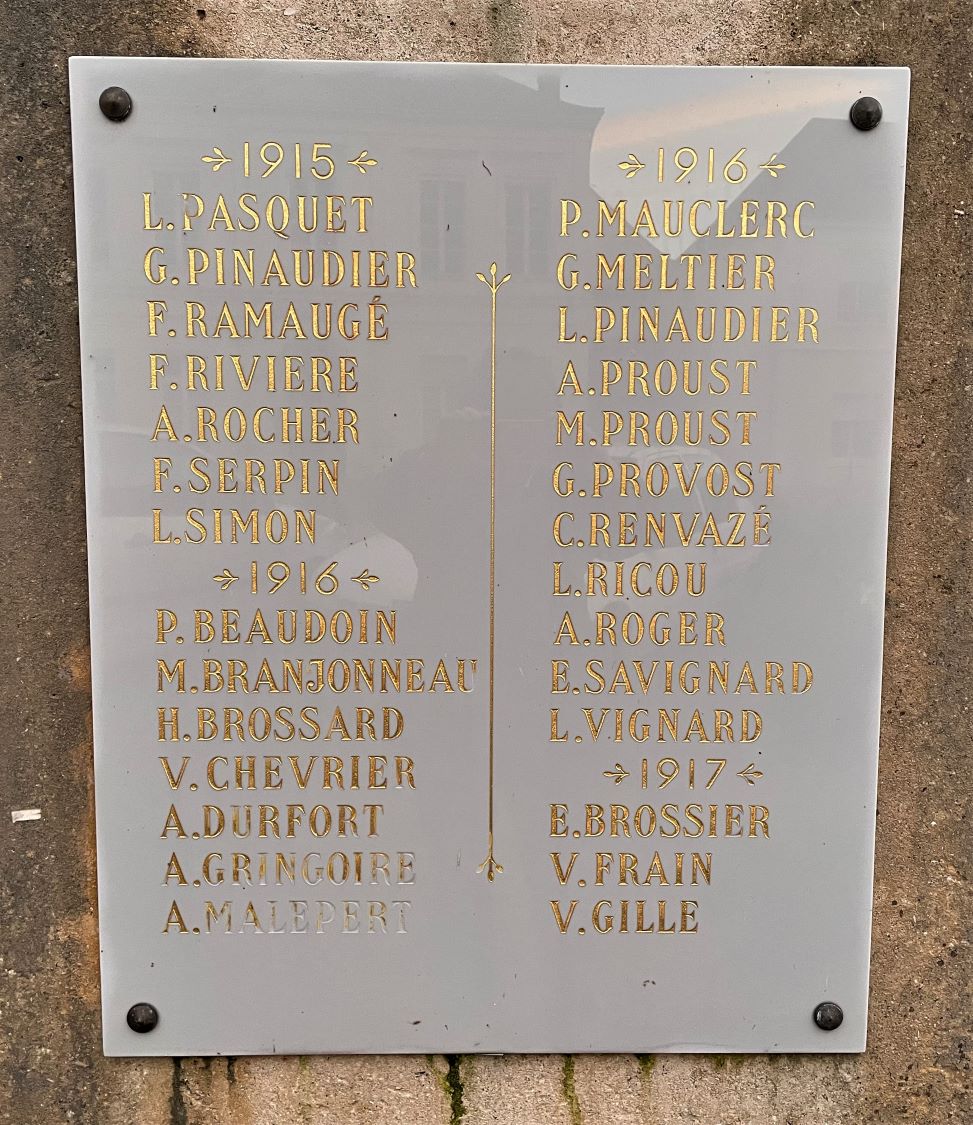 1915
L.PASQUET
G.PINAUDIER
F.RAMAUGÉ
F.RIVIERE
A.ROCHER
F.SERPIN
L.SIMON
1916
P.BEAUDOIN
M.BRANJONNEAU
H.BROSSARD
V.CHEVRIER
A.DURFORT
A.GRINGOIRE
A.MALEPERT
1916
P.MAUCLERC
G.MELTIER
L.PINAUDIER
A.PROUST
M.PROUST
G.PROVOST
C.RENVAZÉ
L.RICOU
A.ROGER
E.SAVIGNARD
L.VIGNARD
1917
E.BROSSIER
V.FRAIN
V.GILLE